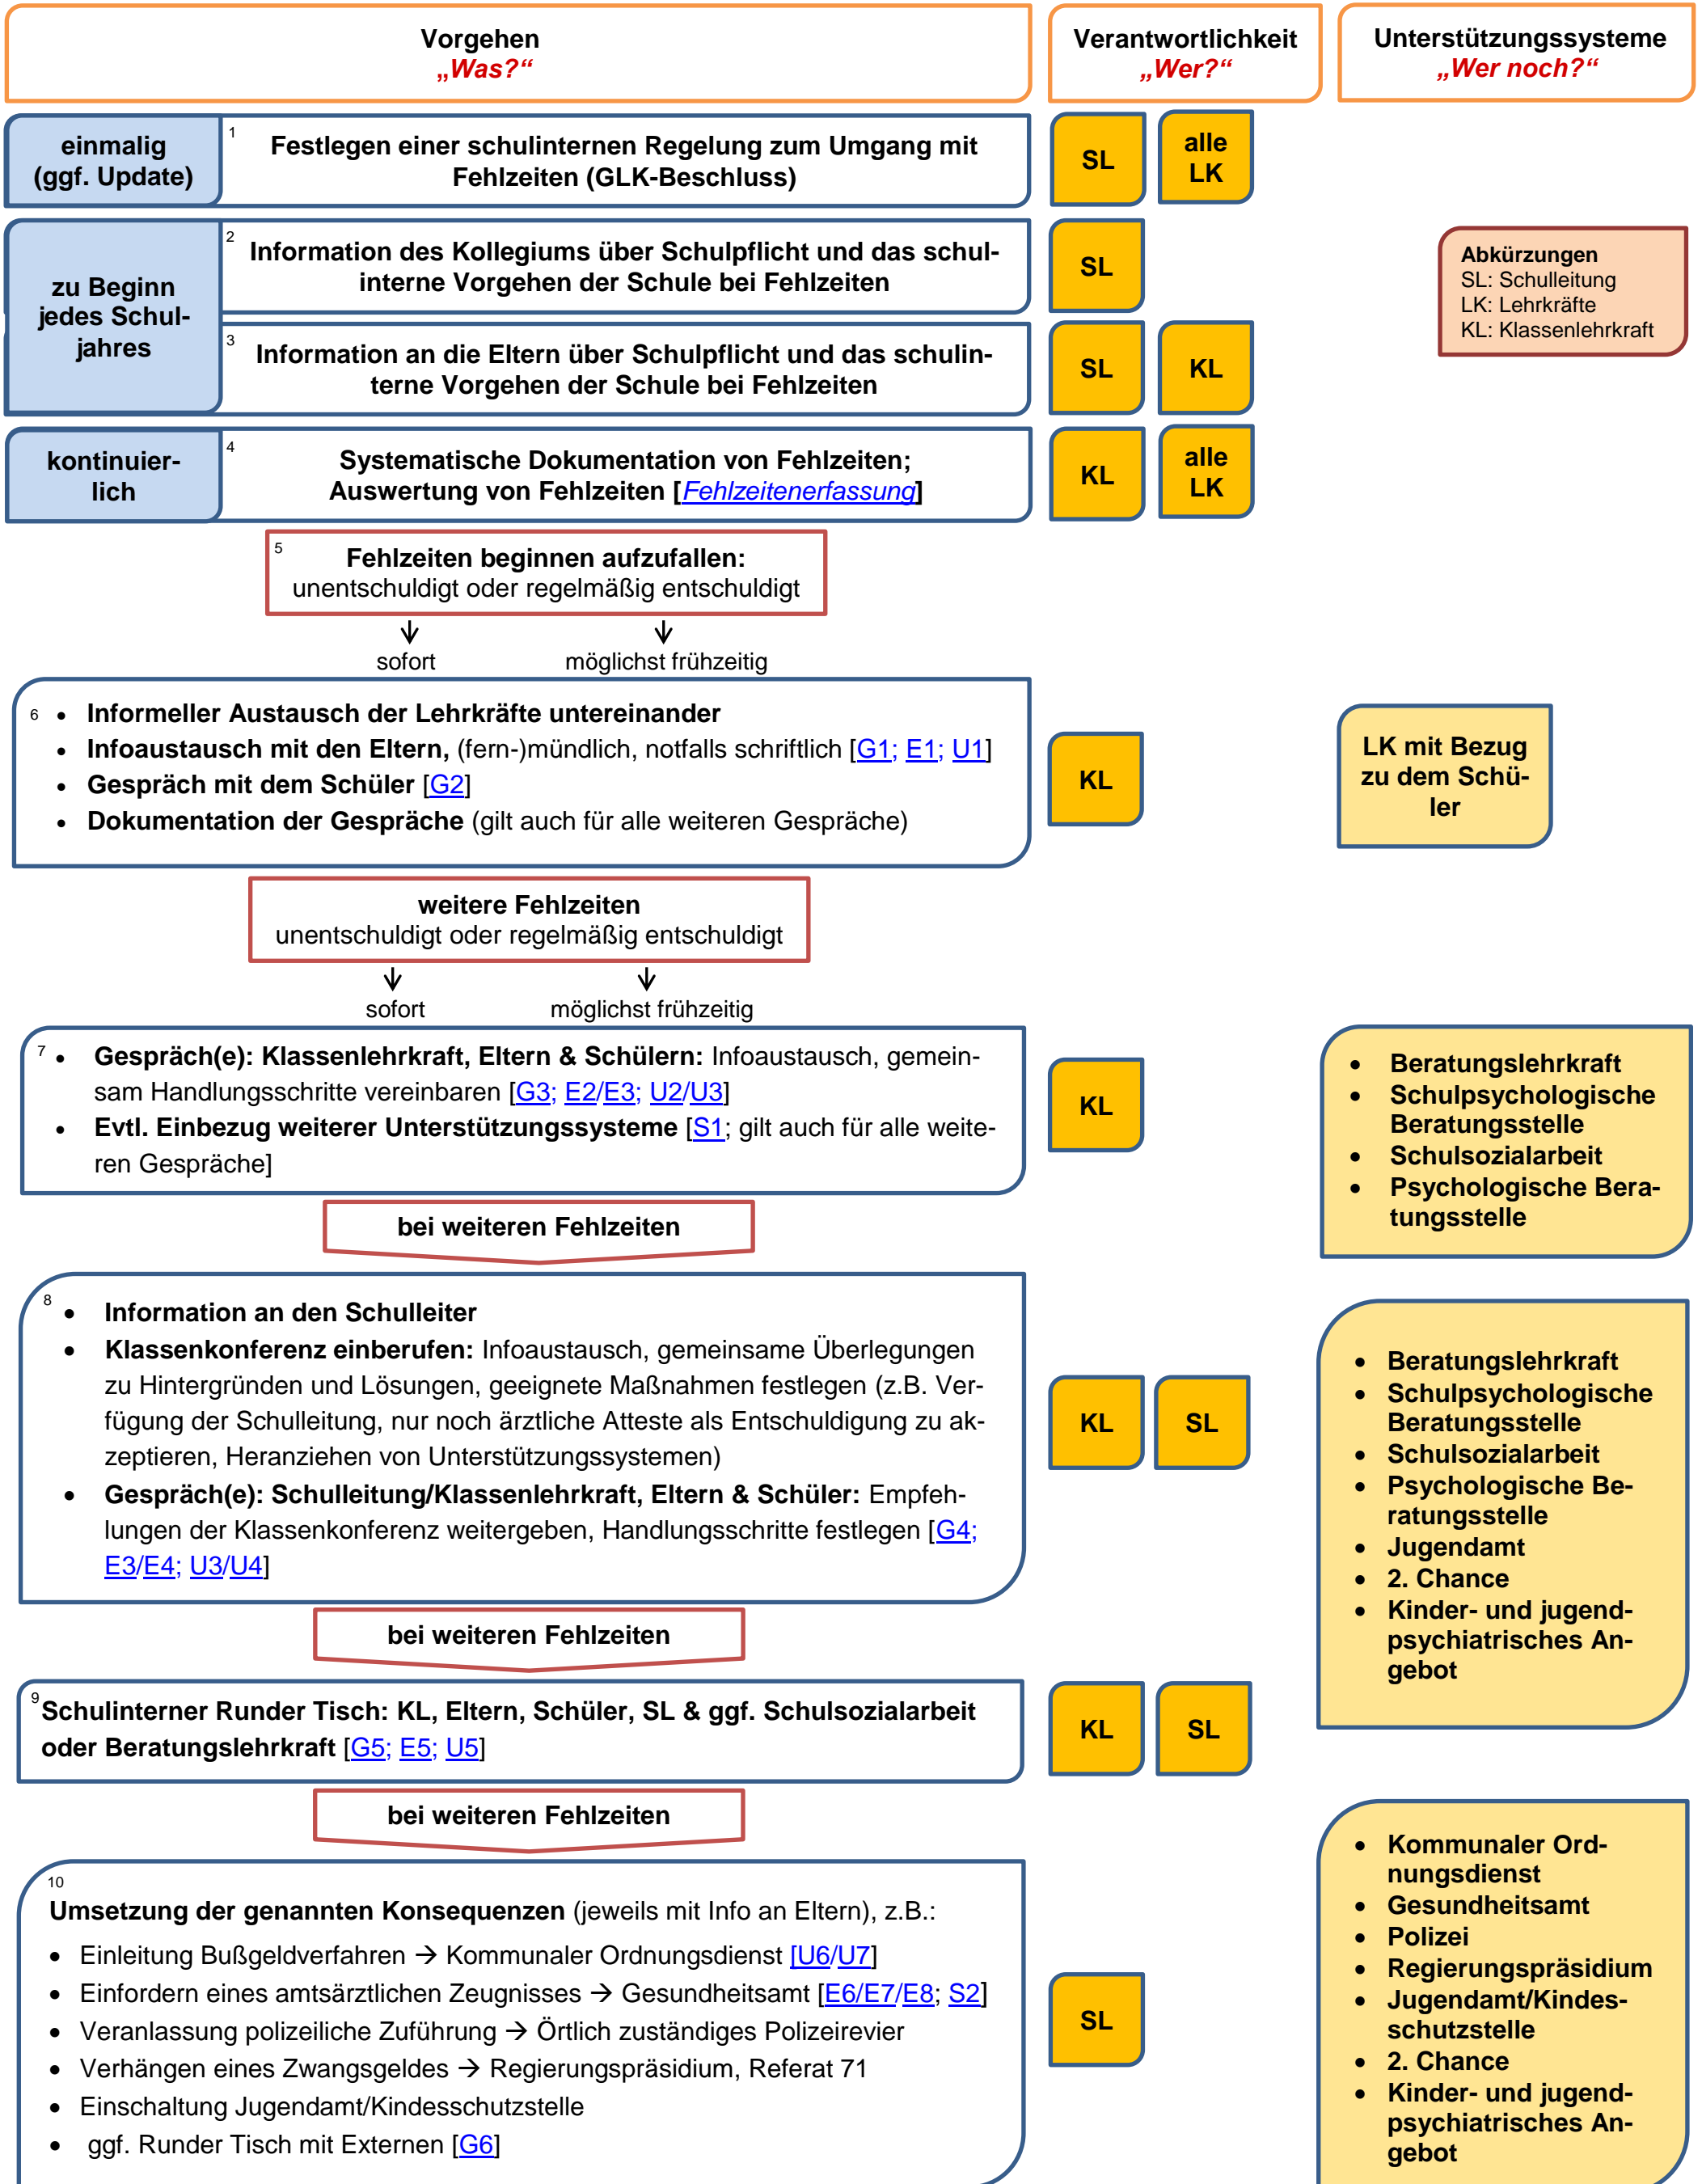 Vorgehen
„Was?“
Verantwortlichkeit
„Wer?“
Unterstützungssysteme
„Wer noch?“
einmalig
(ggf. Update)
1
Festlegen einer schulinternen Regelung zum Umgang mit
Fehlzeiten (GLK-Beschluss)
SL
alle
LK
zu Beginn
jedes Schul-
jahres
2
Information des Kollegiums über Schulpflicht und das schul-
interne Vorgehen der Schule bei Fehlzeiten
SL
Abkürzungen
SL: Schulleitung
LK: Lehrkräfte
KL: Klassenlehrkraft
3
Information an die Eltern über Schulpflicht und das schulin-
terne Vorgehen der Schule bei Fehlzeiten
SL
KL
kontinuier-
lich
4
Systematische Dokumentation von Fehlzeiten;
Auswertung von Fehlzeiten [Fehlzeitenerfassung]
KL
alle
LK
5
Fehlzeiten beginnen aufzufallen:
unentschuldigt oder regelmäßig entschuldigt
sofort
möglichst frühzeitig
6
• Informeller Austausch der Lehrkräfte untereinander
• Infoaustausch mit den Eltern, (fern-)mündlich, notfalls schriftlich [G1; E1; U1]
• Gespräch mit dem Schüler [G2]
• Dokumentation der Gespräche (gilt auch für alle weiteren Gespräche)
KL
LK mit Bezug
zu dem Schü-
ler
weitere Fehlzeiten
unentschuldigt oder regelmäßig entschuldigt
sofort
möglichst frühzeitig
7
• Gespräch(e): Klassenlehrkraft, Eltern & Schülern: Infoaustausch, gemein-
sam Handlungsschritte vereinbaren [G3; E2/E3; U2/U3]
• Evtl. Einbezug weiterer Unterstützungssysteme [S1; gilt auch für alle weite-
ren Gespräche]
KL
• Beratungslehrkraft
• Schulpsychologische
Beratungsstelle
• Schulsozialarbeit
• Psychologische Bera-
tungsstelle
bei weiteren Fehlzeiten
8
• Information an den Schulleiter
• Klassenkonferenz einberufen: Infoaustausch, gemeinsame Überlegungen
zu Hintergründen und Lösungen, geeignete Maßnahmen festlegen (z.B. Ver-
fügung der Schulleitung, nur noch ärztliche Atteste als Entschuldigung zu ak-
zeptieren, Heranziehen von Unterstützungssystemen)
• Gespräch(e): Schulleitung/Klassenlehrkraft, Eltern & Schüler: Empfeh-
lungen der Klassenkonferenz weitergeben, Handlungsschritte festlegen [G4;
E3/E4; U3/U4]
KL
SL
• Beratungslehrkraft
• Schulpsychologische
Beratungsstelle
• Schulsozialarbeit
• Psychologische Be-
ratungsstelle
• Jugendamt
• 2. Chance
• Kinder- und jugend-
psychiatrisches An-
gebot
bei weiteren Fehlzeiten
9
Schulinterner Runder Tisch: KL, Eltern, Schüler, SL & ggf. Schulsozialarbeit
oder Beratungslehrkraft [G5; E5; U5]
KL
SL
bei weiteren Fehlzeiten
10
Umsetzung der genannten Konsequenzen (jeweils mit Info an Eltern), z.B.:
• Einleitung Bußgeldverfahren → Kommunaler Ordnungsdienst [U6/U7]
• Einfordern eines amtsärztlichen Zeugnisses → Gesundheitsamt [E6/E7/E8; S2]
• Veranlassung polizeiliche Zuführung → Örtlich zuständiges Polizeirevier
• Verhängen eines Zwangsgeldes → Regierungspräsidium, Referat 71
• Einschaltung Jugendamt/Kindesschutzstelle
• ggf. Runder Tisch mit Externen [G6]
SL
• Kommunaler Ord-
nungsdienst
• Gesundheitsamt
• Polizei
• Regierungspräsidium
• Jugendamt/Kindes-
schutzstelle
• 2. Chance
• Kinder- und jugend-
psychiatrisches An-
gebot